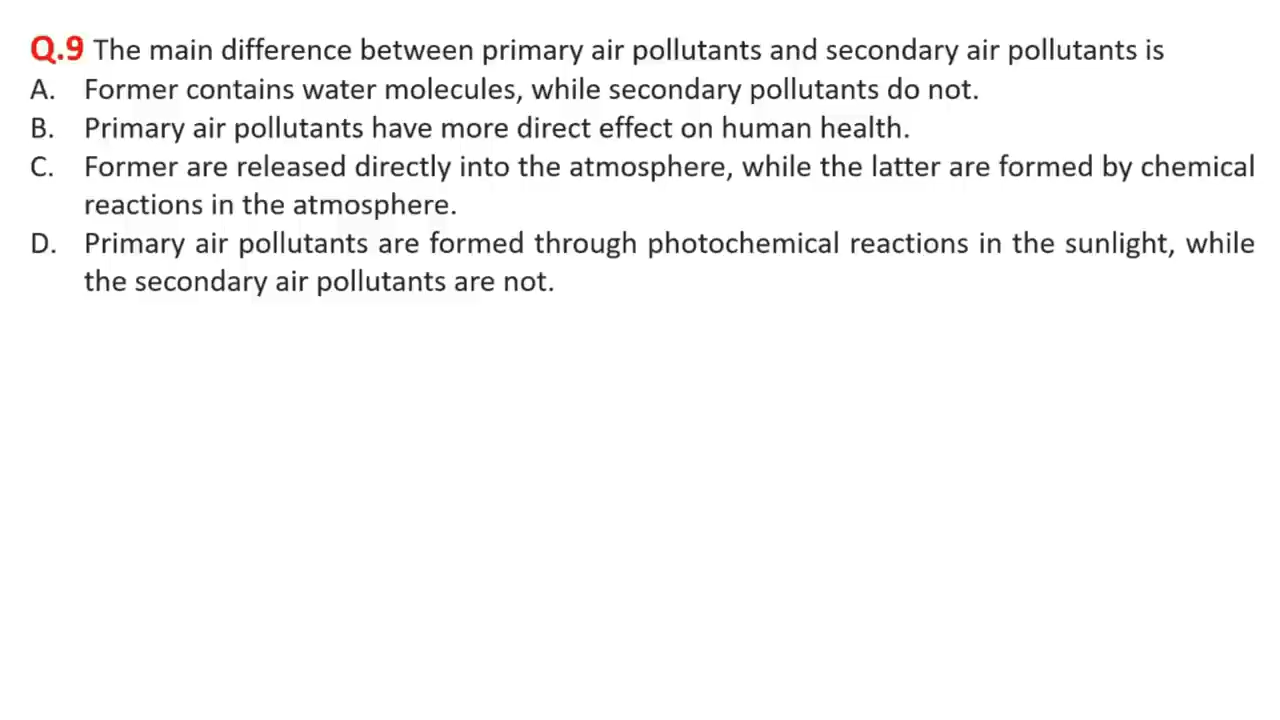 Q.9 The main difference between primary air pollutants and secondary air pollutants is
A. Former contains water molecules, while secondary pollutants do not.
B. Primary air pollutants have more direct effect on human health.
C. Former are released directly into the atmosphere, while the latter are formed by chemical
reactions in the atmosphere.
D. Primary air pollutants are formed through photochemical reactions in the sunlight, while
the secondary air pollutants are not.